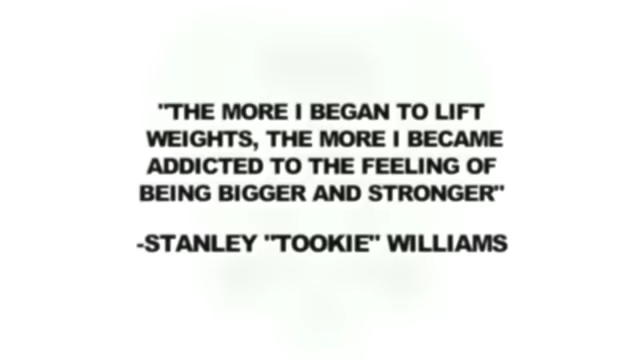 "THE MORE I BEGAN TO LIFT
WEIGHTS, THE MORE I BECAME
ADDICTED TO THE FEELING OF
BEING BIGGER AND STRONGER"
-STANLEY "TOOKIE" WILLIAMS